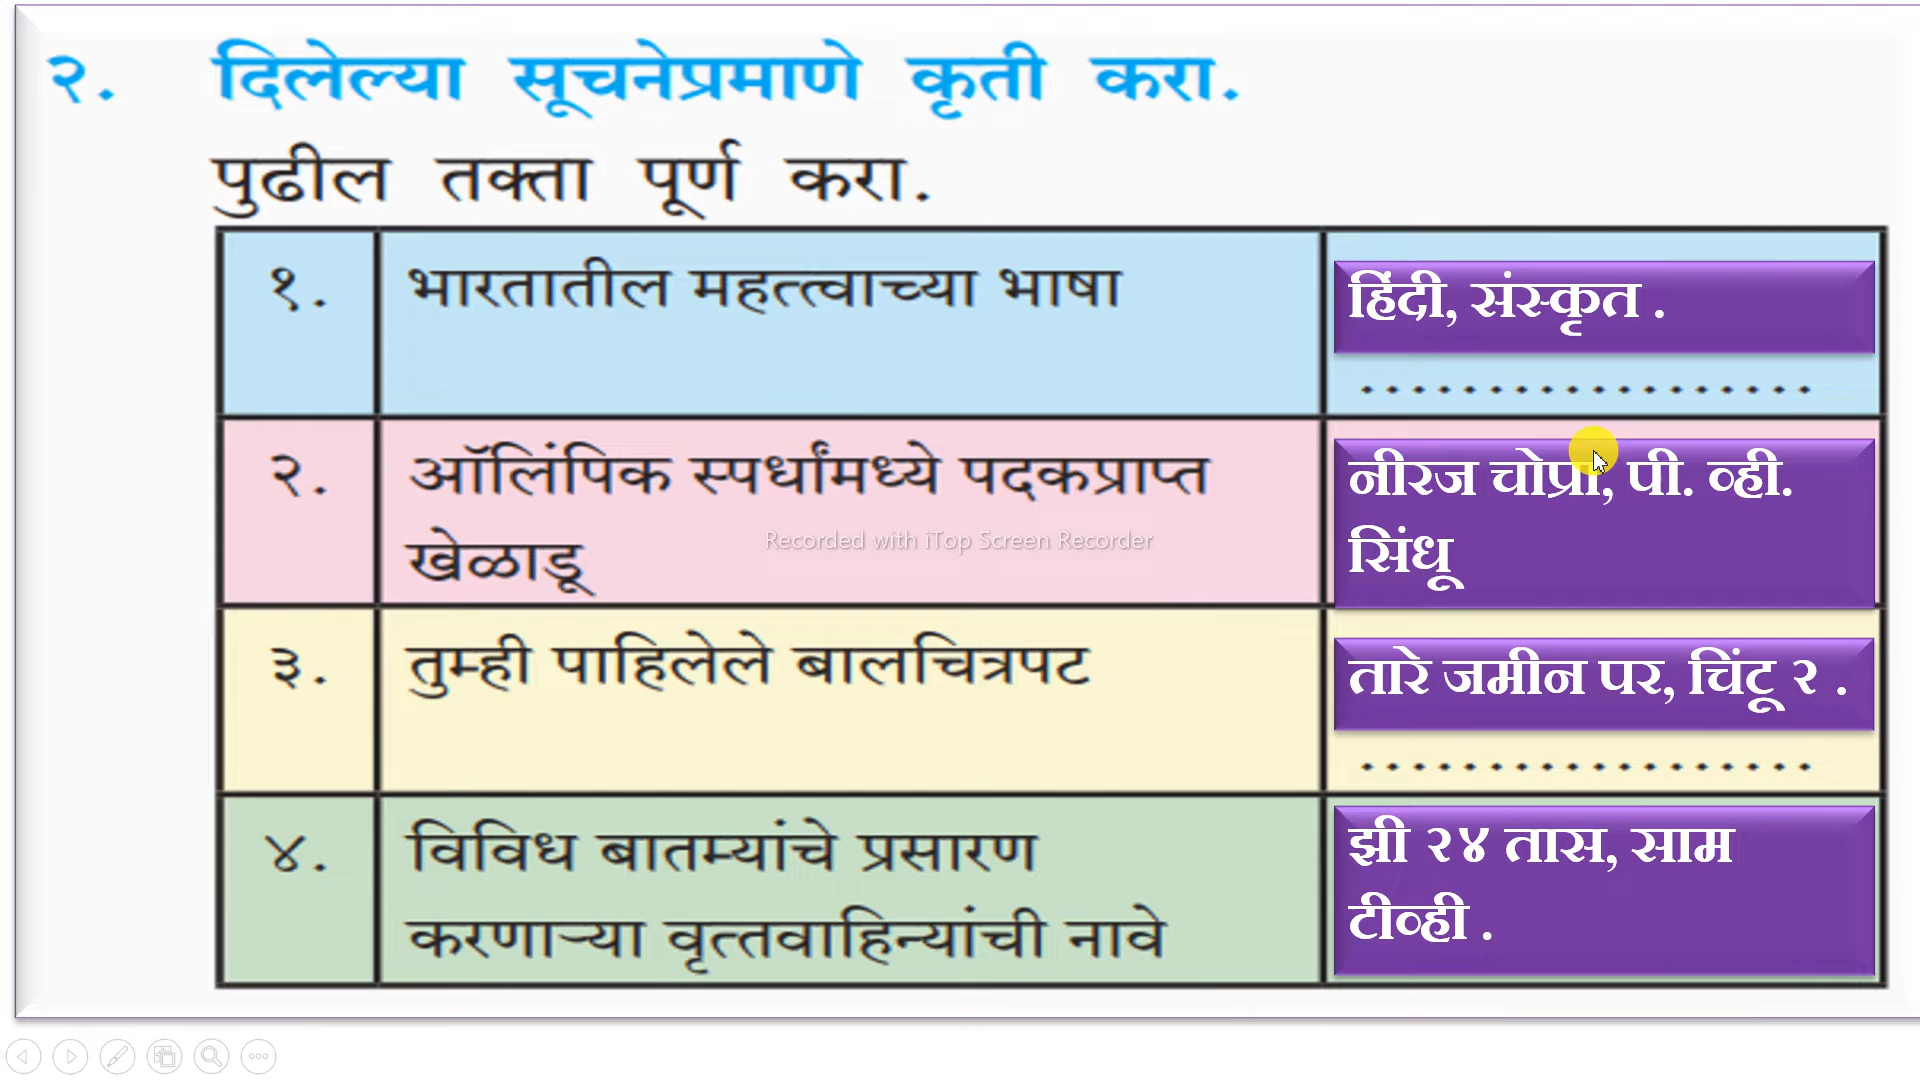 २. दिलेल्या सूचनेप्रमाणे कृती करा.
पुढील तक्ता पूर्ण करा.
१. भारतातील महत्त्वाच्या भाषा हिंदी, संस्कृत .
..................
२. ऑलिंपिक स्पर्धांमध्ये पदकप्राप्त
खेळाडू
नीरज चोप्रा, पी. व्ही.
सिंधू
Recorded with iTop Screen Recorder
३. तुम्ही पाहिलेले बालचित्रपट तारे जमीन पर, चिंटू २ .
..................
४. विविध बातम्यांचे प्रसारण
करणाऱ्या वृत्तवाहिन्यांची नावे
झी २४ तास, साम
टीव्ही .